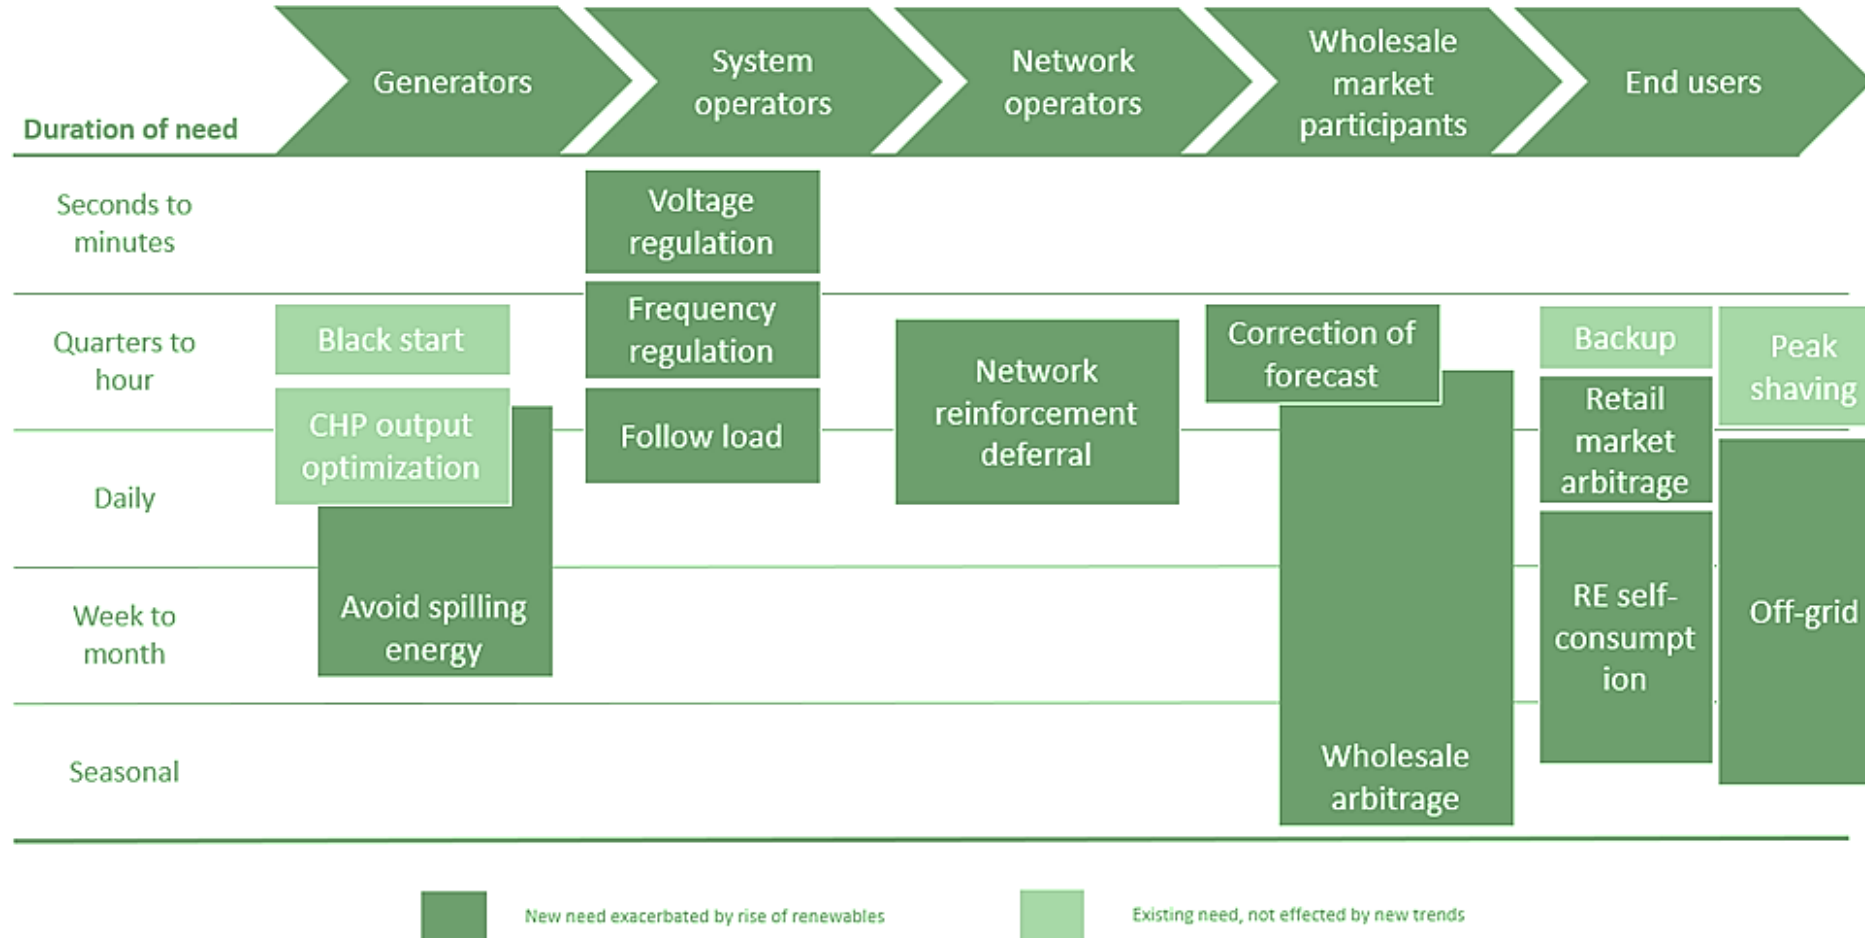 Generators
System
operators
Network
operators
Wholesale
market
participants
End users
Duration of need
Seconds to
minutes
Voltage
regulation
Quarters to
hour
Black start
Frequency
regulation
Network
reinforcement
deferral
Correction of
forecast
Backup
Peak
shaving
CHP output
optimization
Follow load
Retail
market
arbitrage
Daily
Week to
month
Avoid spilling
energy
RE self-
consumpt
ion
Off-grid
Seasonal
Wholesale
arbitrage
New need exacerbated by rise of renewables
Existing need, not effected by new trends